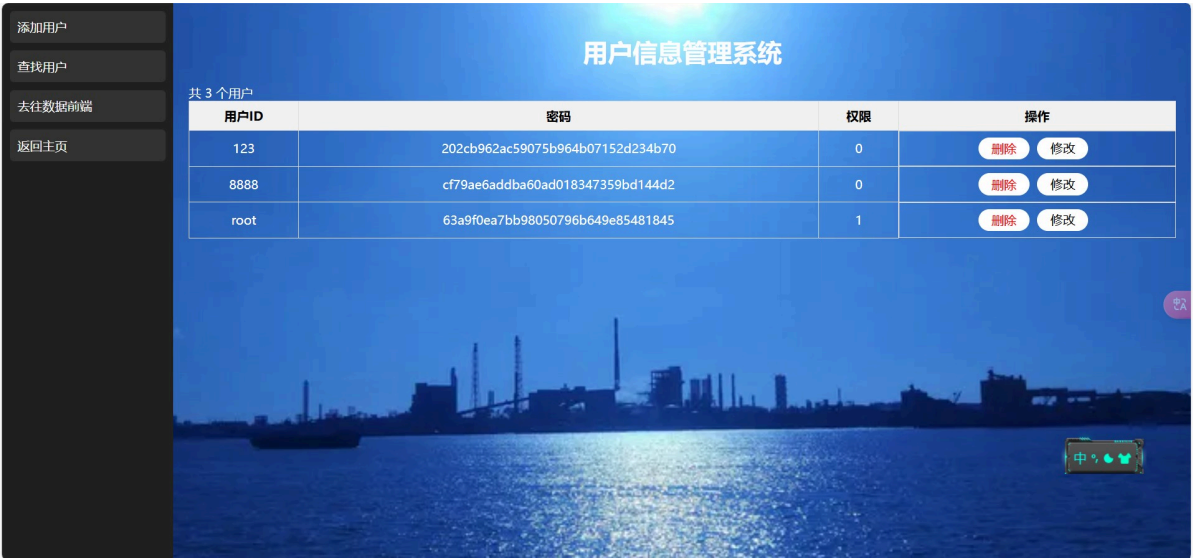 添加用户
查找用户
去往数据前端
返回主页
用户信息管理系统
共 3 个用户
用户ID 密码 权限 操作
123 202cb962ac59075b964b07152d234b70 0 删除 修改
8888 cf79ae6addba60ad018347359bd144d2 0 删除 修改
root 63a9f0ea7bb98050796b649e85481845 1 删除 修改
中